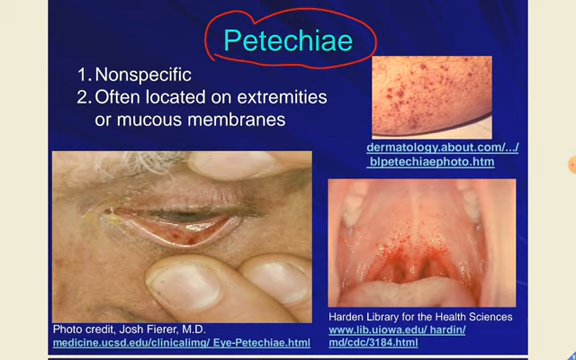 Petechiae
1. Nonspecific
2. Often located on extremities
or mucous membranes
dermatology.about.com/.../
blpetechiaephoto.htm
Photo credit, Josh Fierer, M.D.
medicine.ucsd.edu/clinicalimg/ Eye-Petechiae.html
Harden Library for the Health Sciences
www.lib.uiowa.edu/ hardin/
md/cdc/3184.html